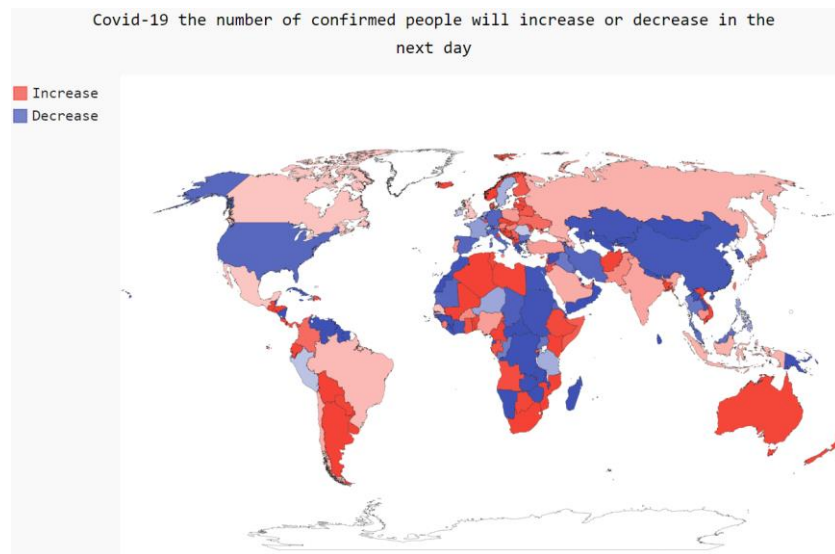 Covid-19 the number of confirmed people will increase or decrease in the
next day
Increase
Decrease